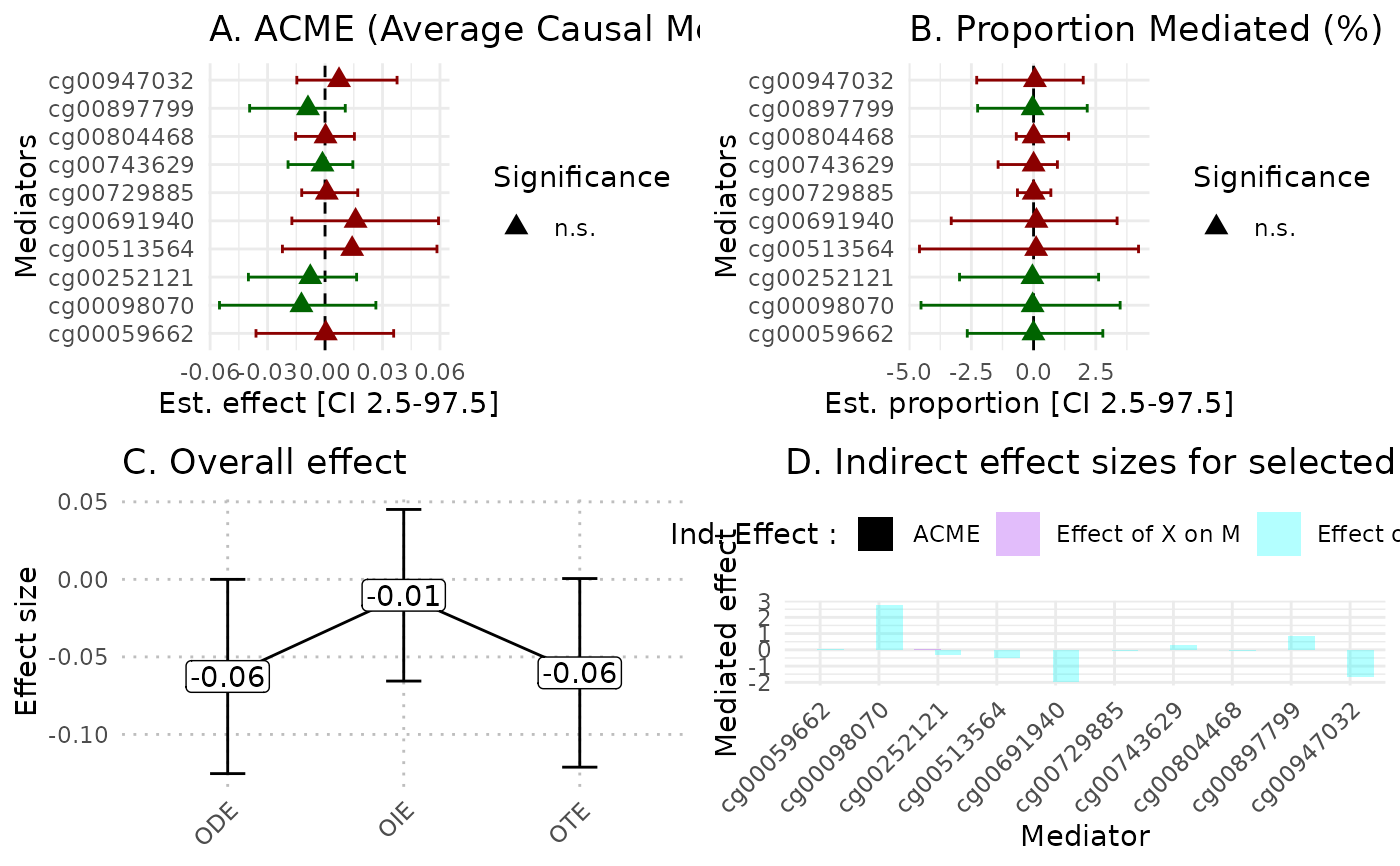 A. ACME (Average Causal Me
cg00947032
cg00897799
cg00804468
cg00743629
cg00729885
cg00691940
cg00513564
cg00252121
cg00098070
cg00059662
Mediators
-0.06 -0.03 0.00 0.03 0.06
Est. effect [CI 2.5-97.5]
Significance
n.s.
B. Proportion Mediated (%)
cg00947032
cg00897799
cg00804468
cg00743629
cg00729885
cg00691940
cg00513564
cg00252121
cg00098070
cg00059662
Mediators
-5.0 -2.5 0.0 2.5
Est. proportion [CI 2.5-97.5]
Significance
n.s.
C. Overall effect
0.05
0.00
-0.05
-0.10
Effect size
-0.06
-0.01
-0.06
ODE
OIE
OTE
D. Indirect effect sizes for selected
Ind. Effect : ACME Effect of X on M Effect o
Mediated effect
3
2
1
0
-1
-2
cg00059662
cg00098070
cg00252121
cg00513564
cg00691940
cg00729885
cg00743629
cg00804468
cg00897799
cg00947032
Mediator